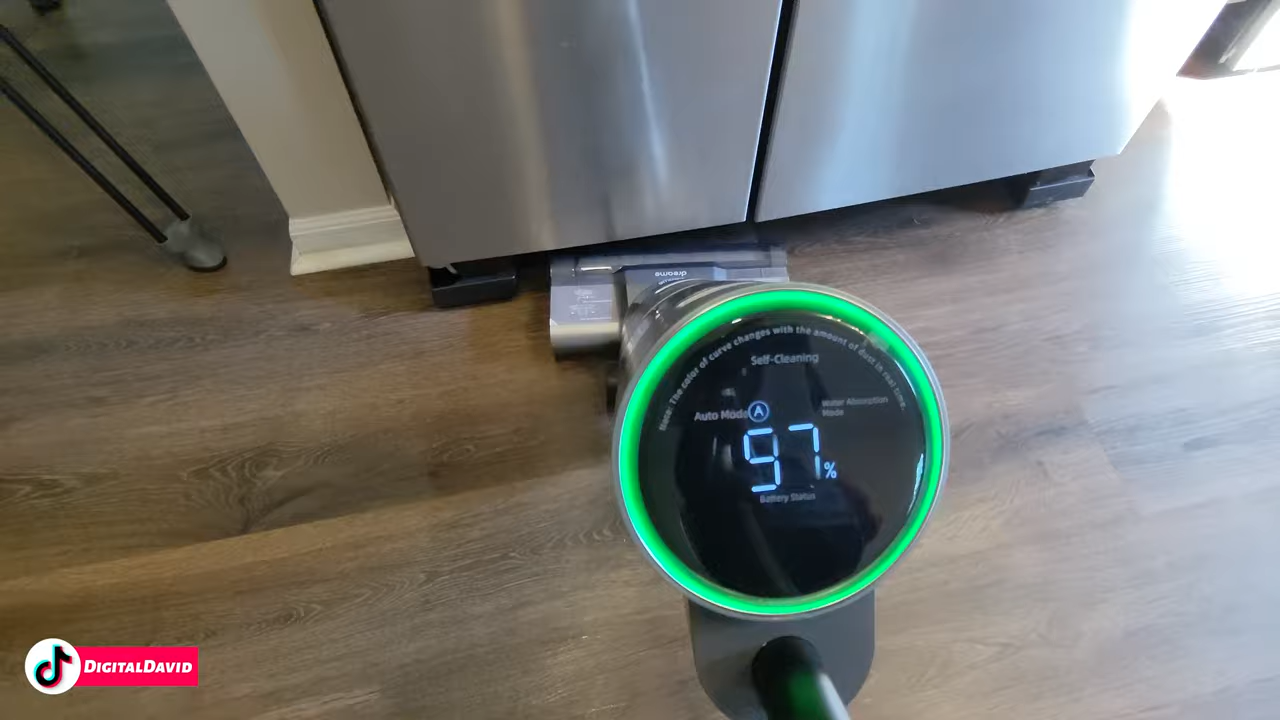 dreame
Note: The color of curve changes with the amount of dust in real time.
Self-Cleaning
Auto Mode A
Water Absorption
Mode
97%
Battery Status
DIGITALDAVID